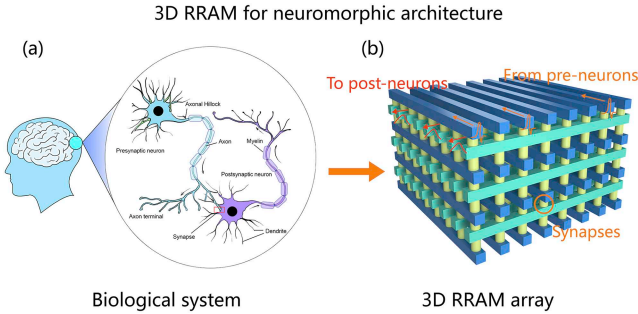 3D RRAM for neuromorphic architecture
(a)
(b)
Axonal Hillock
Presynaptic neuron
Axon
Myelin
Postsynaptic neuron
Axon terminal
Synapse
Dendrite
To post-neurons
From pre-neurons
Synapses
Biological system
3D RRAM array